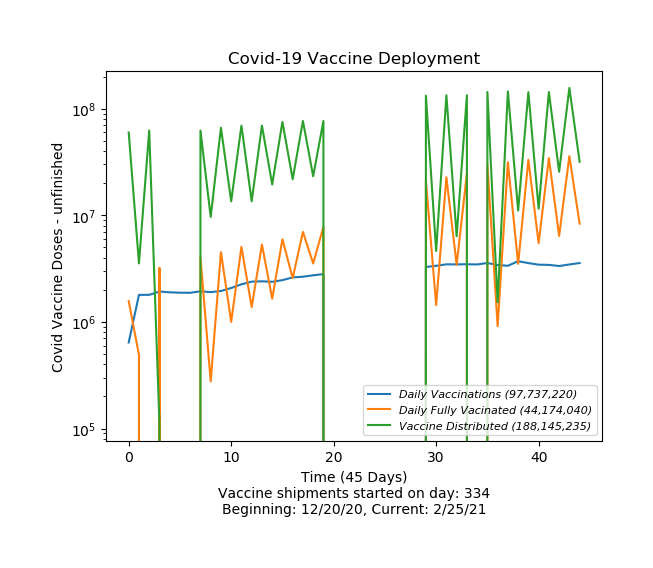 Covid-19 Vaccine Deployment
Covid Vaccine Doses - unfinished
10^8
10^7
10^6
10^5
0
10
20
30
40
Daily Vaccinations (97,737,220)
Daily Fully Vacinated (44,174,040)
Vaccine Distributed (188,145,235)
Time (45 Days)
Vaccine shipments started on day: 334
Beginning: 12/20/20, Current: 2/25/21